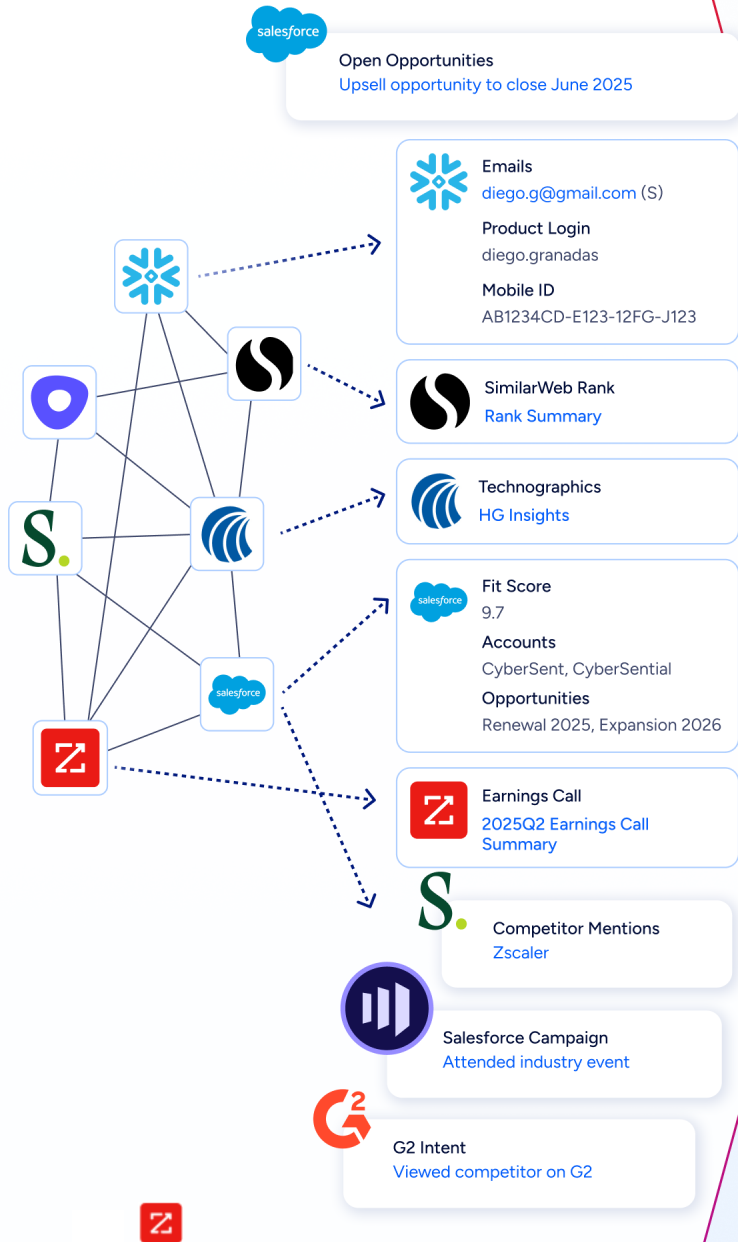 salesforce
Open Opportunities
Upsell opportunity to close June 2025
Emails
diego.g@gmail.com (S)
Product Login
diego.granadas
Mobile ID
AB1234CD-E123-12FG-J123
SimilarWeb Rank
Rank Summary
Technographics
HG Insights
S.
salesforce
Fit Score
9.7
Accounts
CyberSent, CyberSential
Opportunities
Renewal 2025, Expansion 2026
salesforce
Z
Z
Earnings Call
2025Q2 Earnings Call
Summary
S.
Competitor Mentions
Zscaler
Salesforce Campaign
Attended industry event
G2
G2 Intent
Viewed competitor on G2
Z